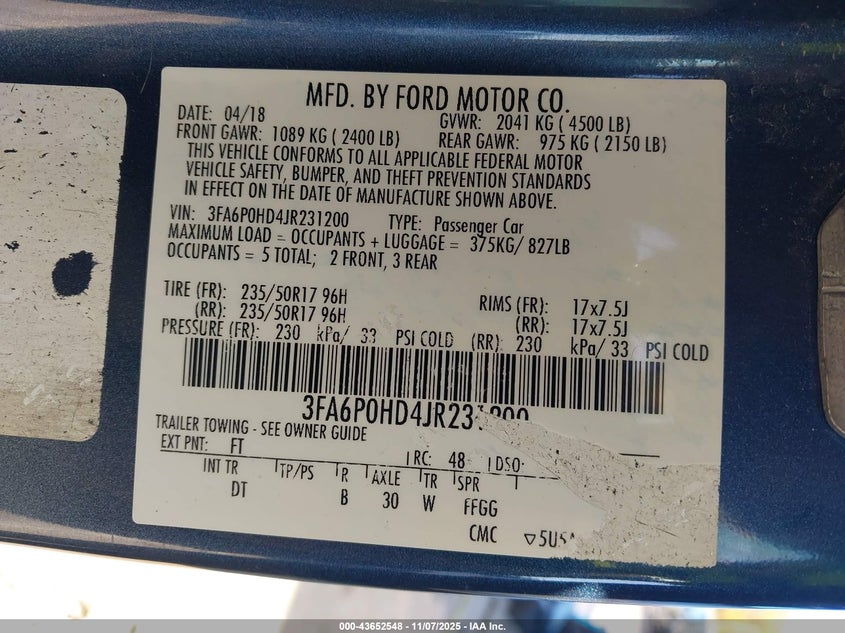 MFD. BY FORD MOTOR CO.
DATE: 04/18 GVWR: 2041 KG ( 4500 LB)
FRONT GAWR: 1089 KG ( 2400 LB) REAR GAWR: 975 KG ( 2150 LB)
THIS VEHICLE CONFORMS TO ALL APPLICABLE FEDERAL MOTOR
VEHICLE SAFETY, BUMPER, AND THEFT PREVENTION STANDARDS
IN EFFECT ON THE DATE OF MANUFACTURE SHOWN ABOVE.
VIN: 3FA6P0HD4JR231200 TYPE: Passenger Car
MAXIMUM LOAD = OCCUPANTS + LUGGAGE = 375KG/ 827LB
OCCUPANTS = 5 TOTAL; 2 FRONT, 3 REAR
TIRE (FR): 235/50R17 96H RIMS (FR): 17x7.5J
(RR): 235/50R17 96H (RR): 17x7.5J
PRESSURE (FR): 230 kPa/ 33 PSI COLD (RR): 230 kPa/ 33 PSI COLD
3FA6P0HD4JR231200
TRAILER TOWING - SEE OWNER GUIDE
EXT PNT: FT RC: 48 DSO:
INT TR TP/PS R AXLE TR SPR
DT B 30 W FFGG
CMC
000-43652548 - 11/07/2025 - IAA Inc.